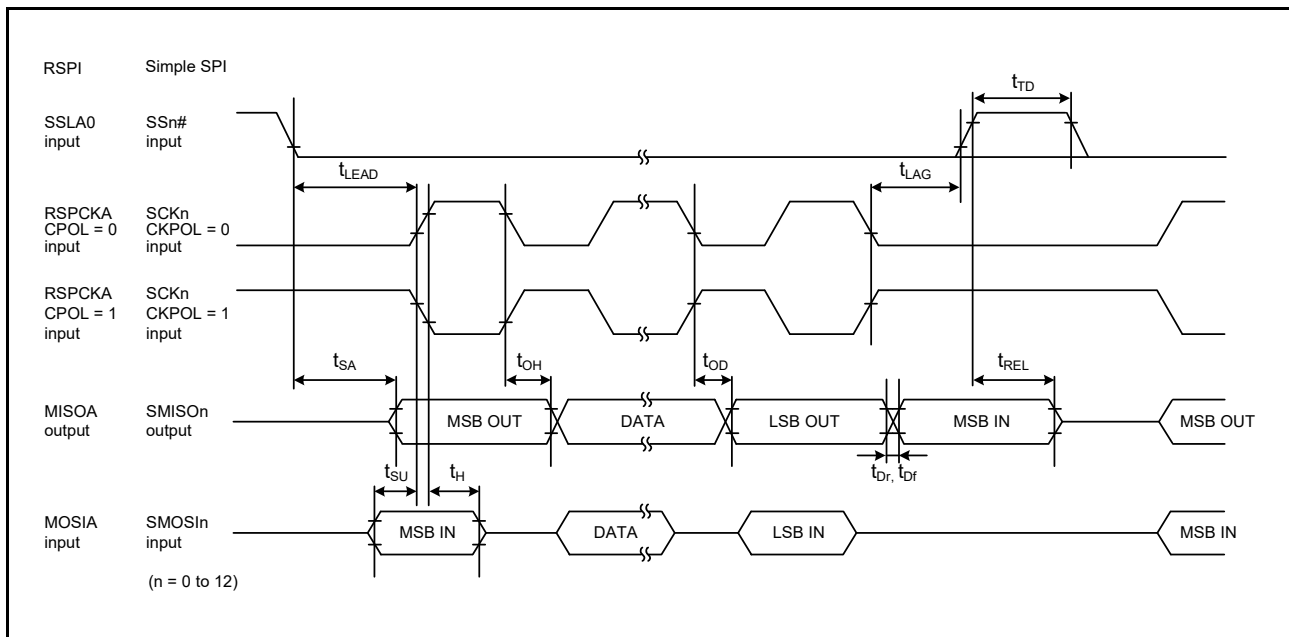 RSPI Simple SPI
tTD
SSLA0 SSn#
input input
tLEAD tLAG
RSPCKA SCKn
CPOL = 0 CKPOL = 0
input input
RSPCKA SCKn
CPOL = 1 CKPOL = 1
input input
tSA tOH tOD tREL
MISOA SMISOn
output output
MSB OUT DATA LSB OUT MSB IN MSB OUT
tSU tH tDr, tDf
MOSIA SMOSIn
input input
MSB IN DATA LSB IN MSB IN
(n = 0 to 12)